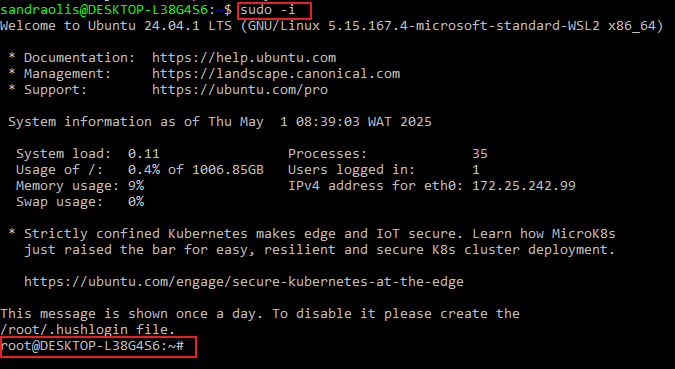 sandraolis@DESKTOP-L38G4S6:~$ sudo -i
Welcome to Ubuntu 24.04.1 LTS (GNU/Linux 5.15.167.4-microsoft-standard-WSL2 x86_64)
* Documentation:  https://help.ubuntu.com
* Management:     https://landscape.canonical.com
* Support:        https://ubuntu.com/pro
System information as of Thu May  1 08:39:03 WAT 2025
System load:  0.11                Processes:             35
Usage of /:   0.4% of 1006.85GB   Users logged in:       1
Memory usage: 9%                  IPv4 address for eth0: 172.25.242.99
Swap usage:   0%
* Strictly confined Kubernetes makes edge and IoT secure. Learn how MicroK8s
just raised the bar for easy, resilient and secure K8s cluster deployment.
https://ubuntu.com/engage/secure-kubernetes-at-the-edge
This message is shown once a day. To disable it please create the
/root/.hushlogin file.
root@DESKTOP-L38G4S6:~#